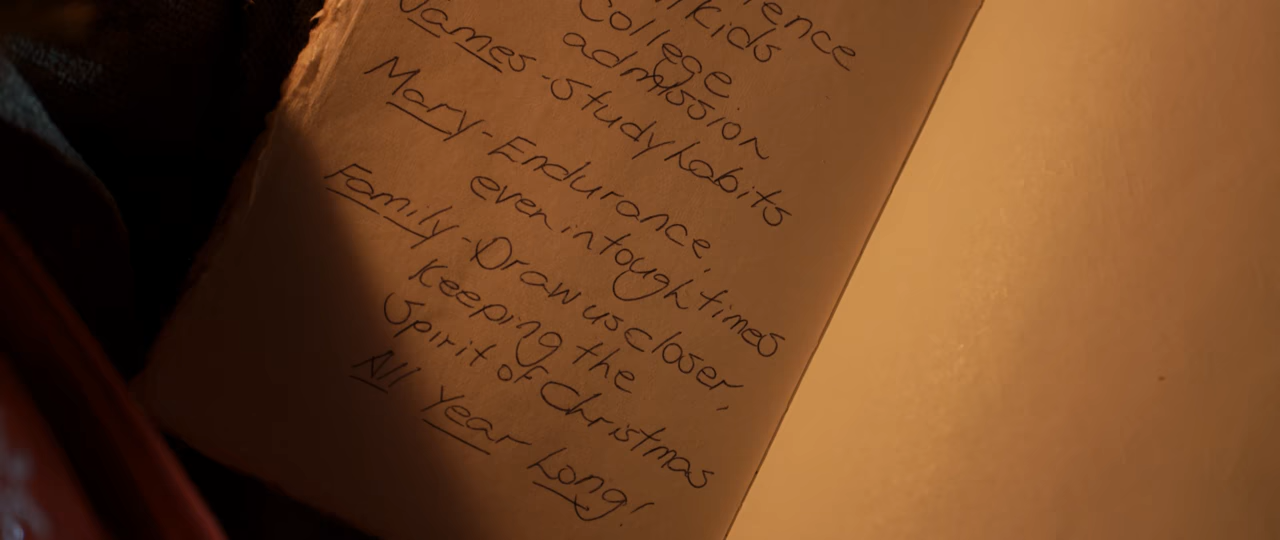 kids
College
admission
James - Study habits
Mary - Endurance,
even in tough times
Family - Draw us closer,
Keeping the
Spirit of Christmas
All Year Long!